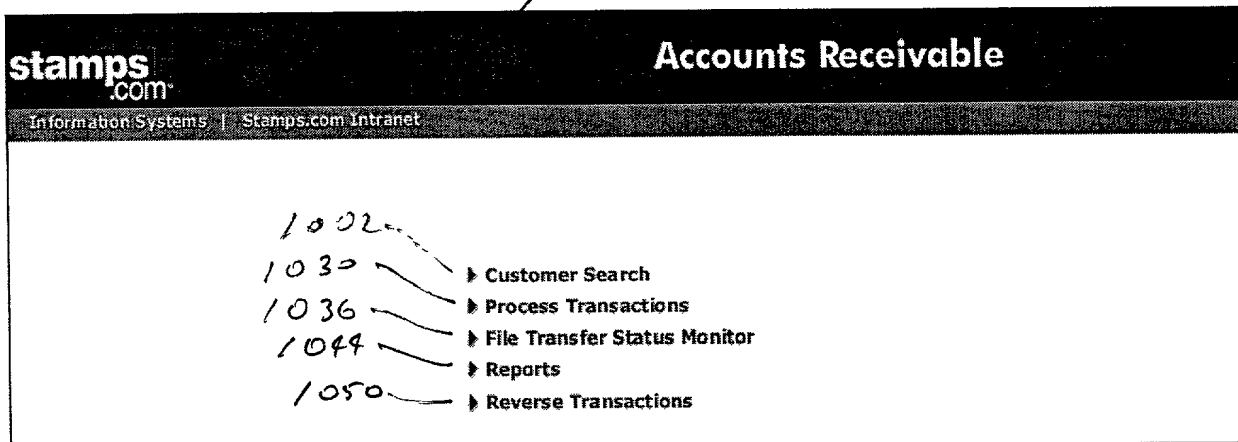 stamps
.com
Accounts Receivable
Information Systems | Stamps.com Intranet
1002
Customer Search
1030
Process Transactions
1036
File Transfer Status Monitor
1044
Reports
1050
Reverse Transactions